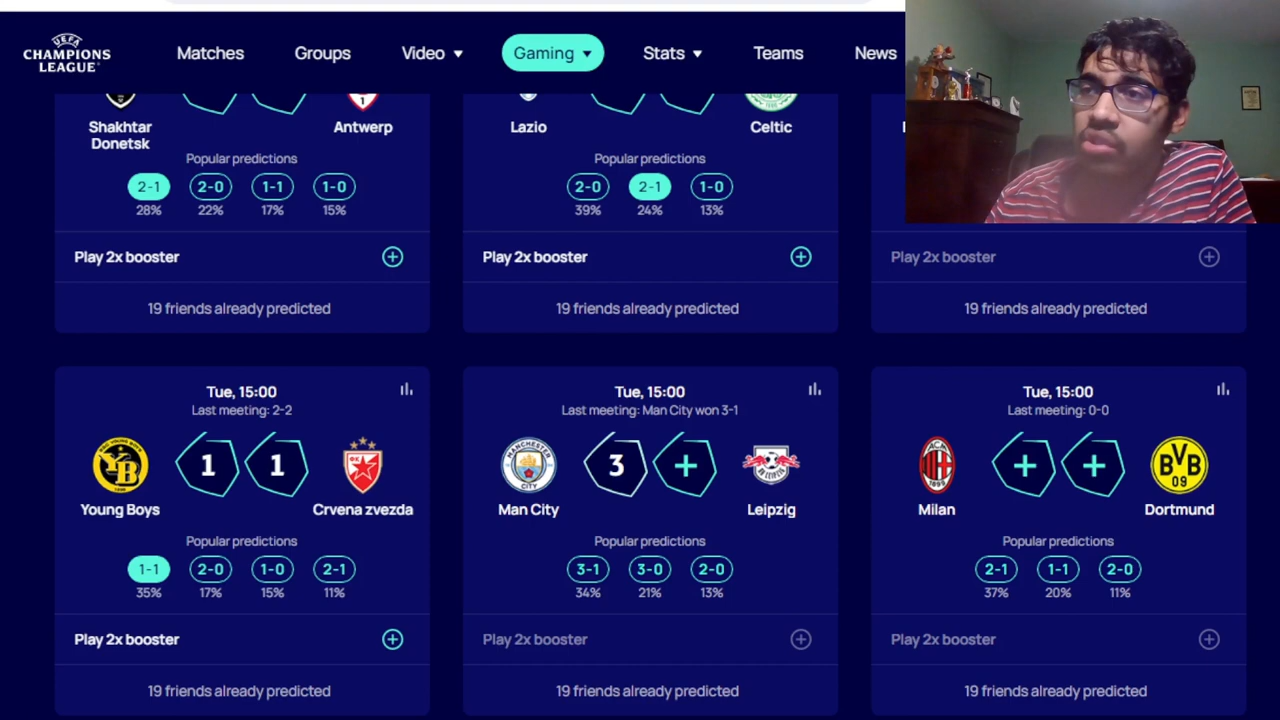 UEFA
CHAMPIONS
LEAGUE
Matches
Groups
Video
Gaming
Stats
Teams
News
Shakhtar
Donetsk
Antwerp
Popular predictions
2-1 2-0 1-1 1-0
28% 22% 17% 15%
Play 2x booster
19 friends already predicted
Lazio
Celtic
Popular predictions
2-0 2-1 1-0
39% 24% 13%
Play 2x booster
19 friends already predicted
Play 2x booster
19 friends already predicted
Tue, 15:00
Last meeting: 2-2
1 1
Young Boys
Crvena zvezda
Popular predictions
1-1 2-0 1-0 2-1
35% 17% 15% 11%
Play 2x booster
19 friends already predicted
Tue, 15:00
Last meeting: Man City won 3-1
MANCHESTER
CITY
3 +
Man City
Leipzig
Popular predictions
3-1 3-0 2-0
34% 21% 13%
Play 2x booster
19 friends already predicted
Tue, 15:00
Last meeting: 0-0
ACM
1899
+ +
BVB
09
Milan
Dortmund
Popular predictions
2-1 1-1 2-0
37% 20% 11%
Play 2x booster
19 friends already predicted